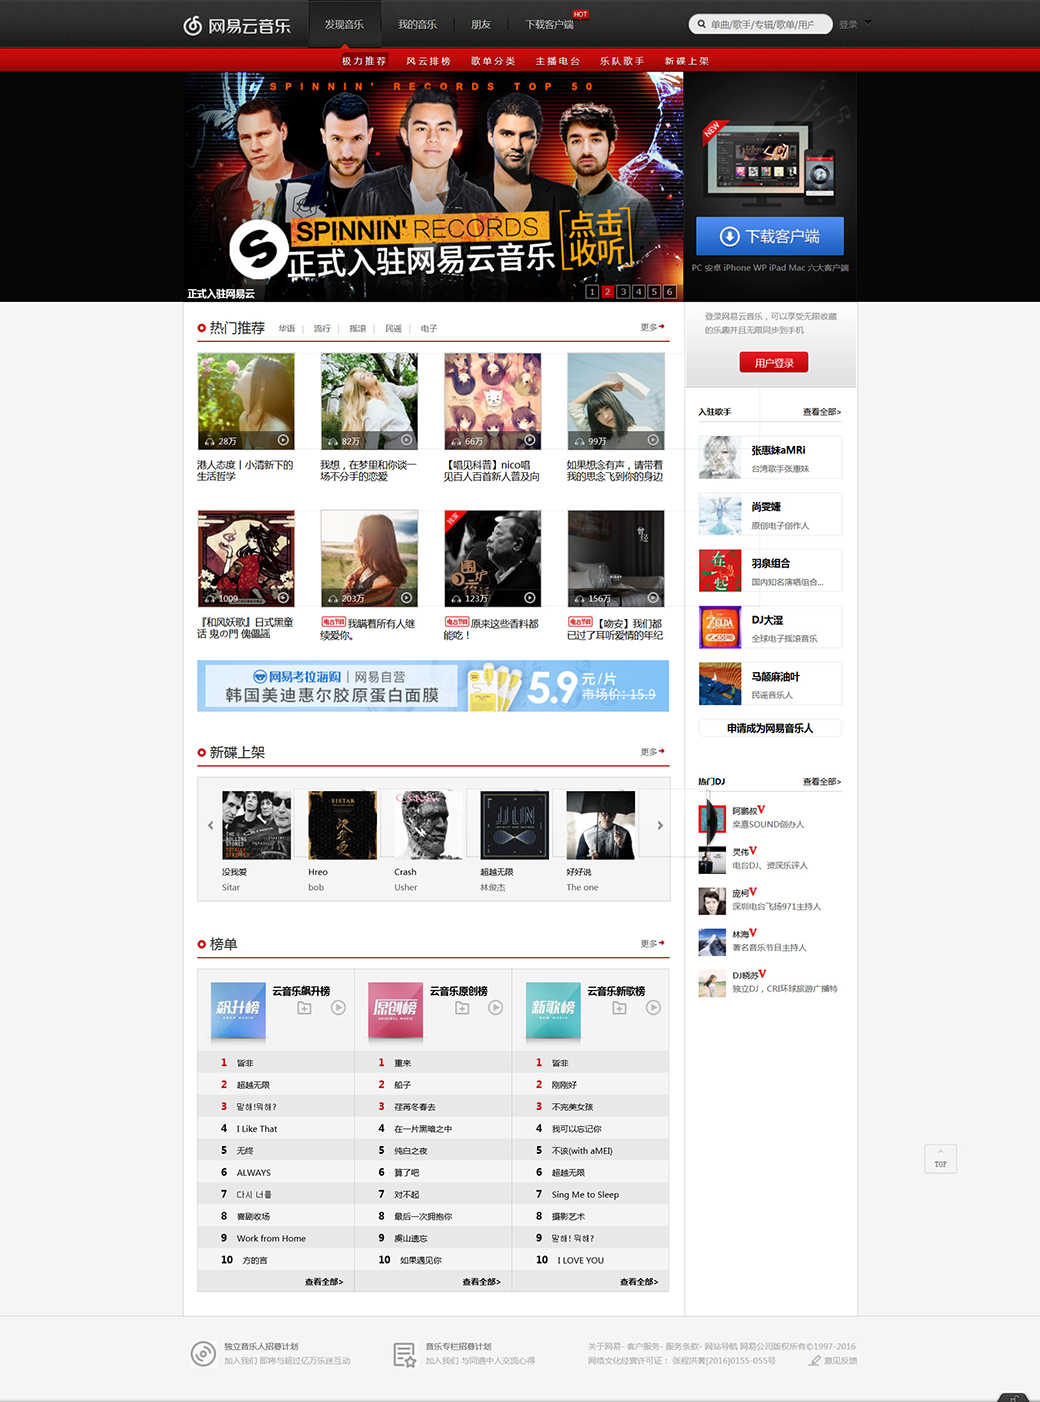 网易云音乐
发现音乐 我的音乐 朋友 下载客户端 HOT
单曲/歌手/专辑/歌单/用户 登录
极力推荐 风云排榜 歌单分类 主播电台 乐队歌手 新碟上架
SPINNIN' RECORDS TOP 50
SPINNIN' RECORDS
正式入驻网易云音乐
点击
收听
正式入驻网易云
1 2 3 4 5 6
NEW
下载客户端
PC 安卓 iPhone WP iPad Mac 六大客户端
热门推荐 华语 | 流行 | 摇滚 | 民谣 | 电子 更多
登录网易云音乐，可以享受无限收藏
的乐趣并且无限同步到手机
用户登录
28万 82万 66万 99万
港人态度丨小清新下的
生活哲学
我想，在梦里和你谈一
场不分手的恋爱
【唱见科普】nico唱
见百人百首新人普及向
如果想念有声，请带着
我的思念飞到你的身边
独家
1009 203万 123万 156万
『和风妖歌』日式黑童
话 鬼の門 傀儡謡
电台节目 我瞒着所有人继
续爱你。
电台节目 原来这些香料都
能吃！
电台节目 【吻安】我们都
已过了耳听爱情的年纪
网易考拉海购 | 网易自营
韩国美迪惠尔胶原蛋白面膜
5.9 元/片
市场价: 15.9
入驻歌手 查看全部>
张惠妹aMRi
台湾歌手张惠妹
尚雯婕
原创电子创作人
羽泉组合
国内知名演唱组合...
DJ大湿
全球电子摇滚音乐
马颠麻油叶
民谣音乐人
申请成为网易音乐人
新碟上架 更多
没我爱
Sitar
Hreo
bob
Crash
Usher
超越无限
林俊杰
好好说
The one
热门DJ 查看全部>
阿鹏叔V
栾嘉SOUND创办人
灵伟V
电台DJ、资深乐评人
庞柯V
深圳电台飞扬971主持人
林海V
著名音乐节目主持人
DJ晓苏V
独立DJ，CRI环球旅游广播特
榜单 更多
飙升榜
云音乐飙升榜
1 皆非
2 超越无限
3 말해!뭐해?
4 I Like That
5 无终
6 ALWAYS
7 다시 너를
8 喜剧收场
9 Work from Home
10 方的言
查看全部>
原创榜
ORIGINAL MUSIC
云音乐原创榜
1 重来
2 船子
3 荏苒冬春去
4 在一片黑暗之中
5 纯白之夜
6 算了吧
7 对不起
8 最后一次拥抱你
9 虞山遗忘
10 如果遇见你
查看全部>
新歌榜
云音乐新歌榜
1 皆非
2 刚刚好
3 不完美女孩
4 我可以忘记你
5 不该(with aMEI)
6 超越无限
7 Sing Me to Sleep
8 摄影艺术
9 말해! 뭐해?
10 I LOVE YOU
查看全部>
TOP
独立音乐人招募计划
加入我们 即将与超过亿万乐迷互动
音乐专栏招募计划
加入我们 与同道中人交流心得
关于网易- 客户服务- 服务条款- 网站导航 网易公司版权所有©1997-2016
网络文化经营许可证： 张程洪著[2016]0155-055号 意见反馈